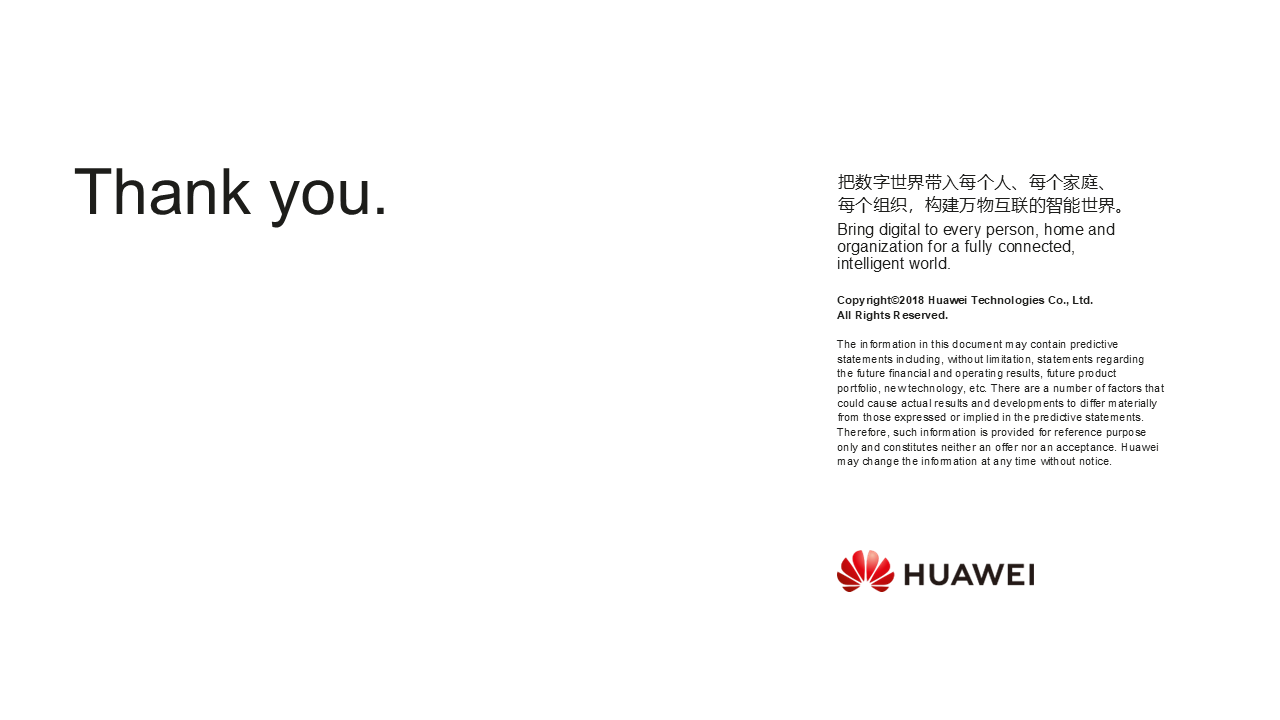 Thank you.
把数字世界带入每个人、每个家庭、
每个组织，构建万物互联的智能世界。
Bring digital to every person, home and
organization for a fully connected,
intelligent world.
Copyright©2018 Huawei Technologies Co., Ltd.
All Rights Reserved.
The information in this document may contain predictive
statements including, without limitation, statements regarding
the future financial and operating results, future product
portfolio, new technology, etc. There are a number of factors that
could cause actual results and developments to differ materially
from those expressed or implied in the predictive statements.
Therefore, such information is provided for reference purpose
only and constitutes neither an offer nor an acceptance. Huawei
may change the information at any time without notice.
HUAWEI